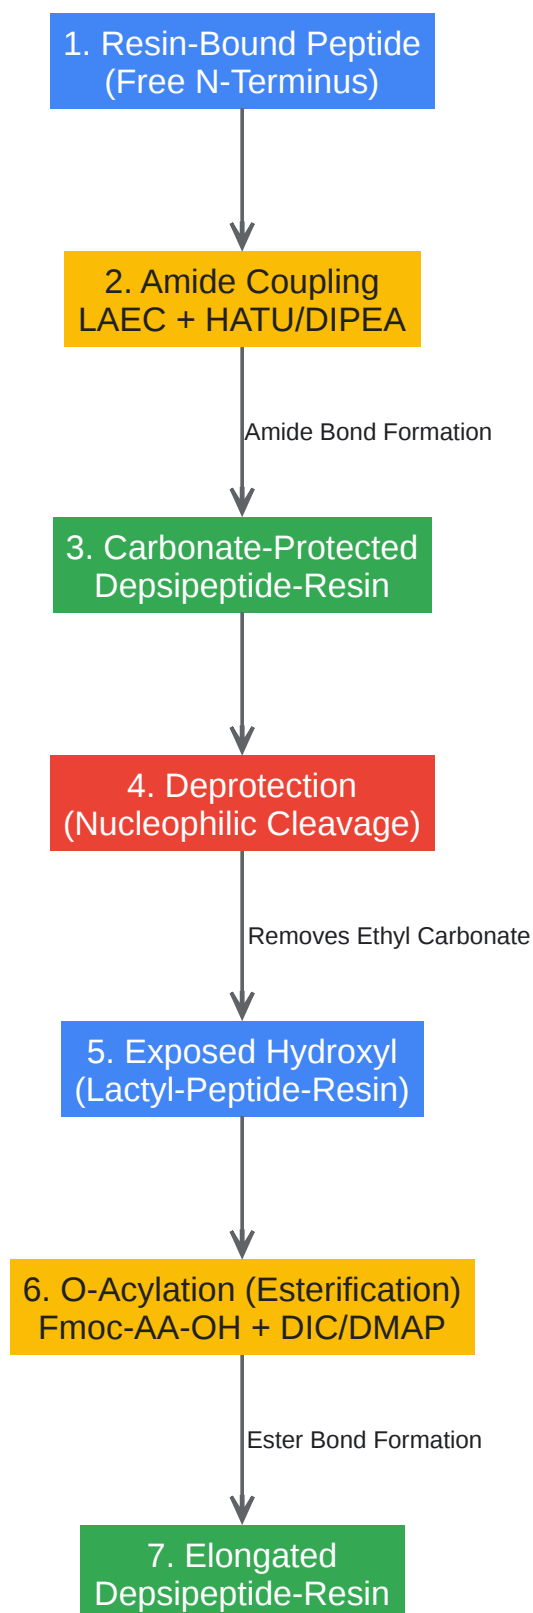 1. Resin-Bound Peptide
(Free N-Terminus)
2. Amide Coupling
LAEC + HATU/DIPEA
Amide Bond Formation
3. Carbonate-Protected
Depsipeptide-Resin
4. Deprotection
(Nucleophilic Cleavage)
Removes Ethyl Carbonate
5. Exposed Hydroxyl
(Lactyl-Peptide-Resin)
6. O-Acylation (Esterification)
Fmoc-AA-OH + DIC/DMAP
Ester Bond Formation
7. Elongated
Depsipeptide-Resin